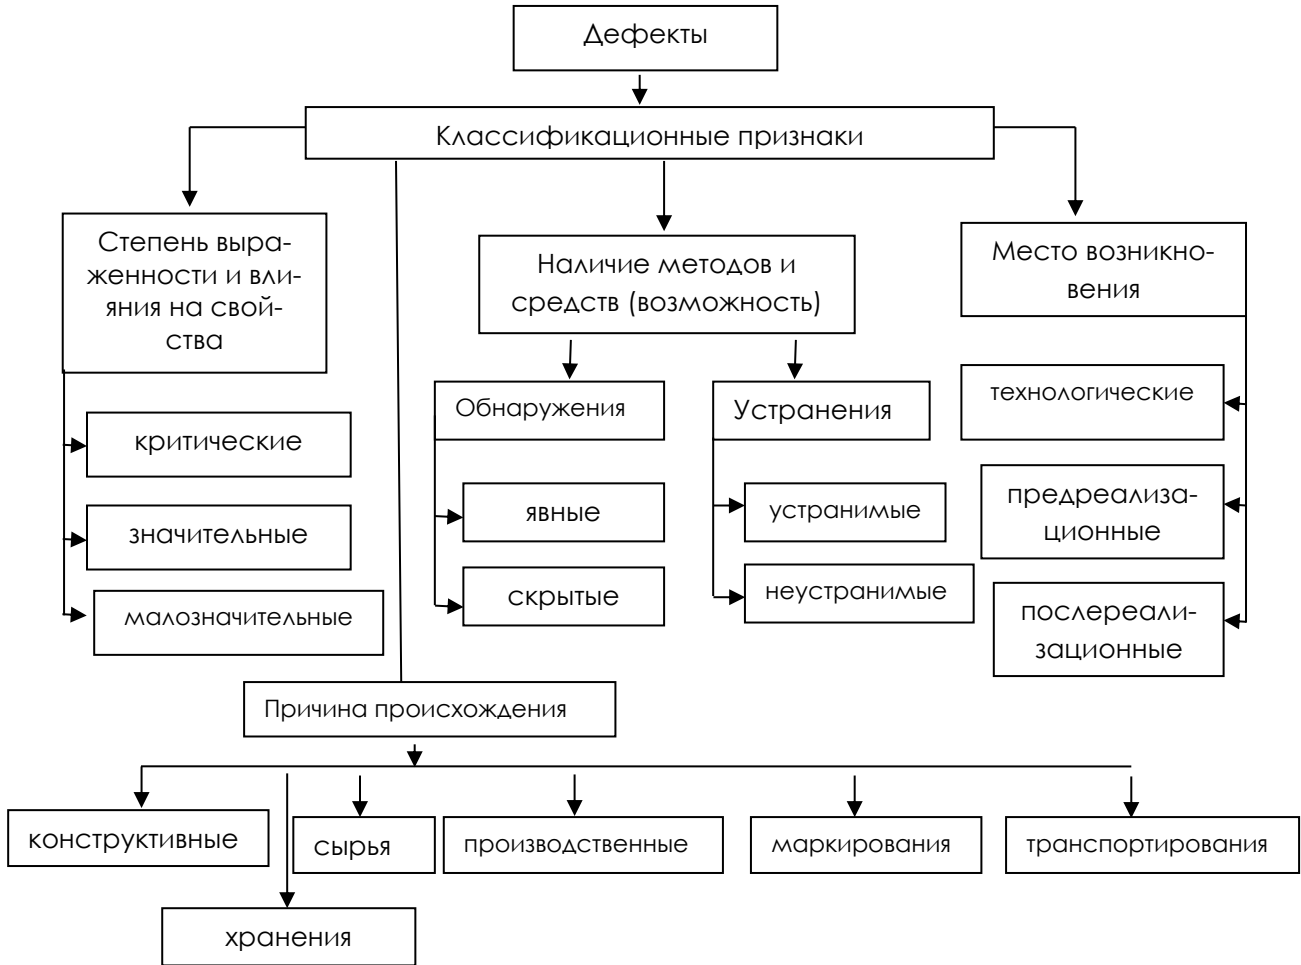 Дефекты
Классификационные признаки
Степень выра-
женности и вли-
яния на свой-
ства
Наличие методов и
средств (возможность)
Место возникно-
вения
Обнаружения
Устранения
технологические
критические
явные
устранимые
предреализа-
ционные
значительные
скрытые
неустранимые
послереали-
зационные
малозначительные
Причина происхождения
конструктивные
сырья
производственные
маркирования
транспортирования
хранения